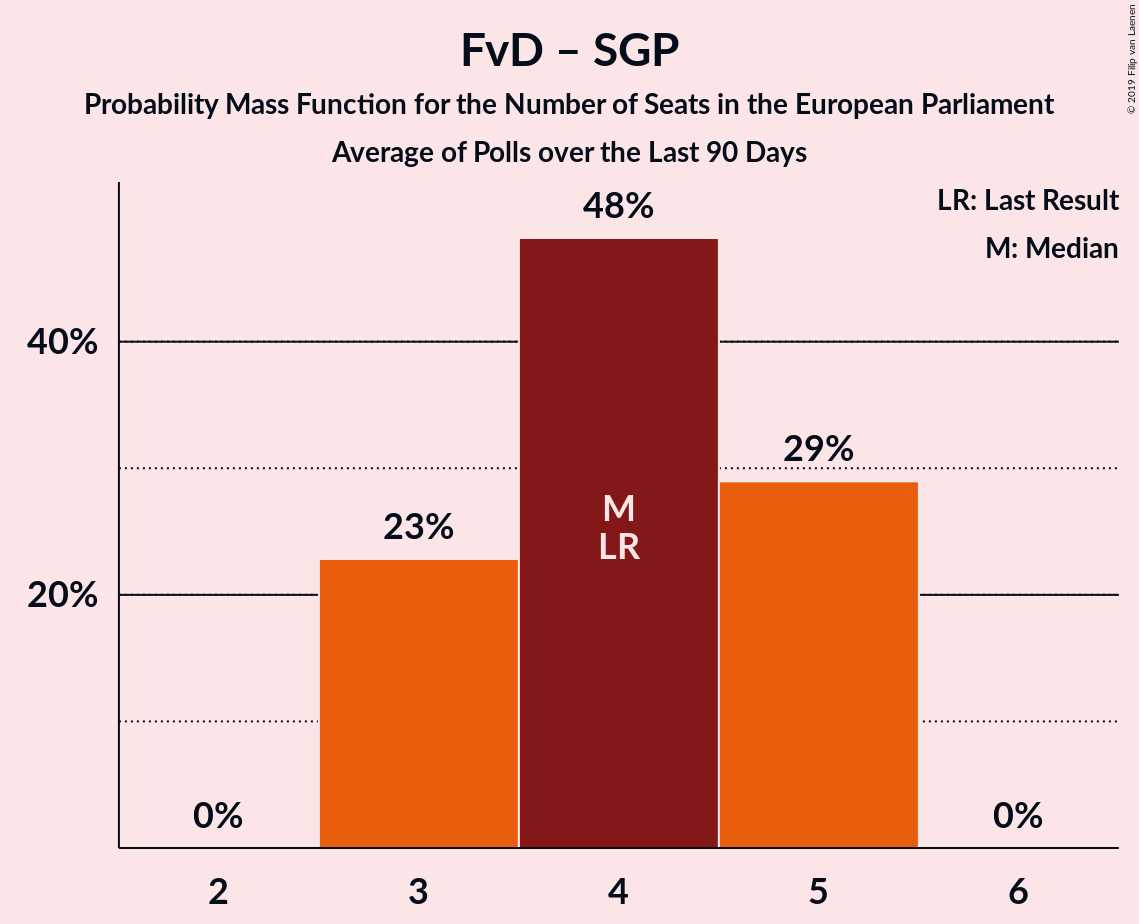 FvD – SGP
Probability Mass Function for the Number of Seats in the European Parliament
Average of Polls over the Last 90 Days
© 2019 Filip van Laenen
LR: Last Result
M: Median
48%
40%
29%
M
LR
23%
20%
0%
0%
2
3
4
5
6